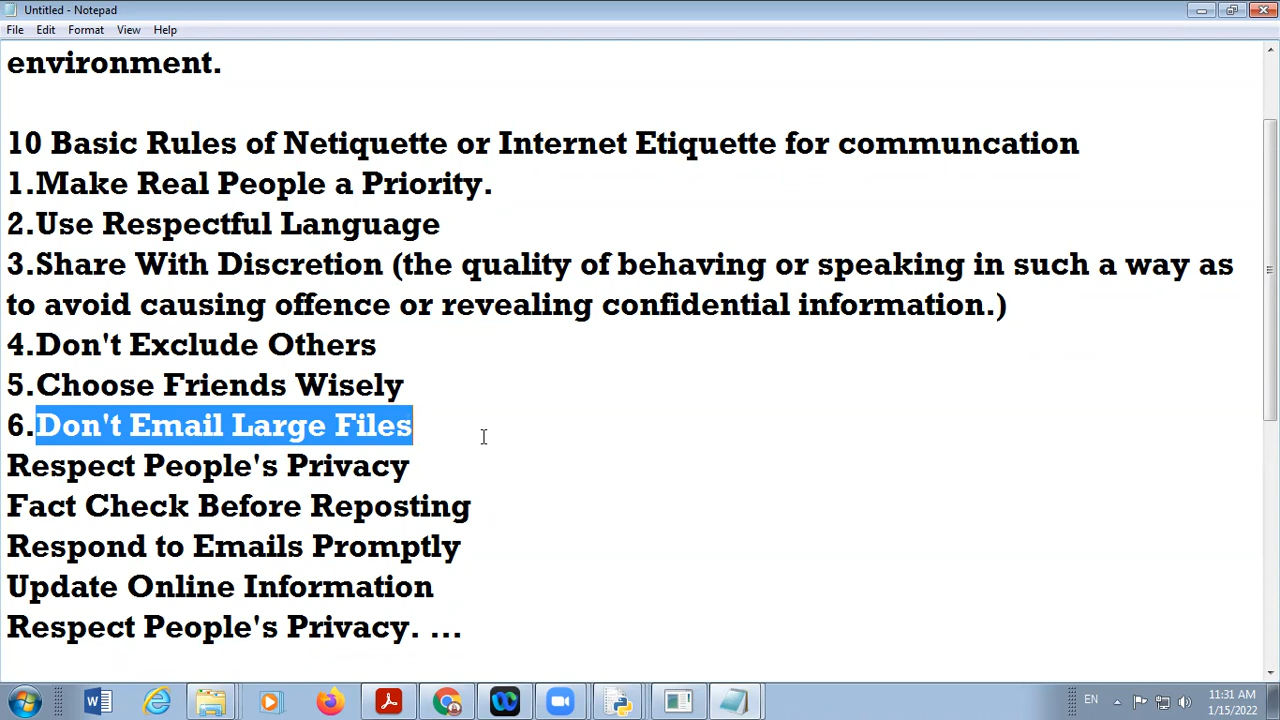 Untitled - Notepad
File Edit Format View Help
environment.
10 Basic Rules of Netiquette or Internet Etiquette for communcation
1.Make Real People a Priority.
2.Use Respectful Language
3.Share With Discretion (the quality of behaving or speaking in such a way as
to avoid causing offence or revealing confidential information.)
4.Don't Exclude Others
5.Choose Friends Wisely
6.Don't Email Large Files
Respect People's Privacy
Fact Check Before Reposting
Respond to Emails Promptly
Update Online Information
Respect People's Privacy. ...
EN
11:31 AM
1/15/2022